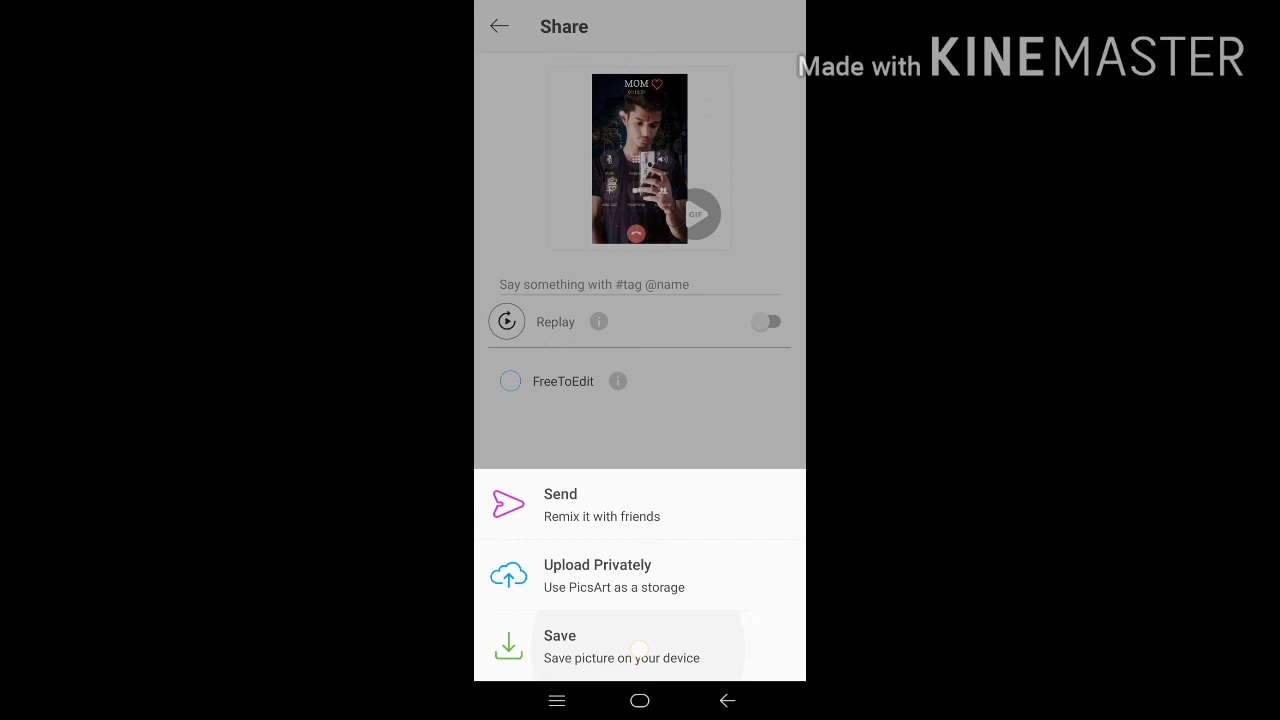 Share
Made with KINEMASTER
MOM
GIF
Say something with #tag @name
Replay
FreeToEdit
Send
Remix it with friends
Upload Privately
Use PicsArt as a storage
Save
Save picture on your device